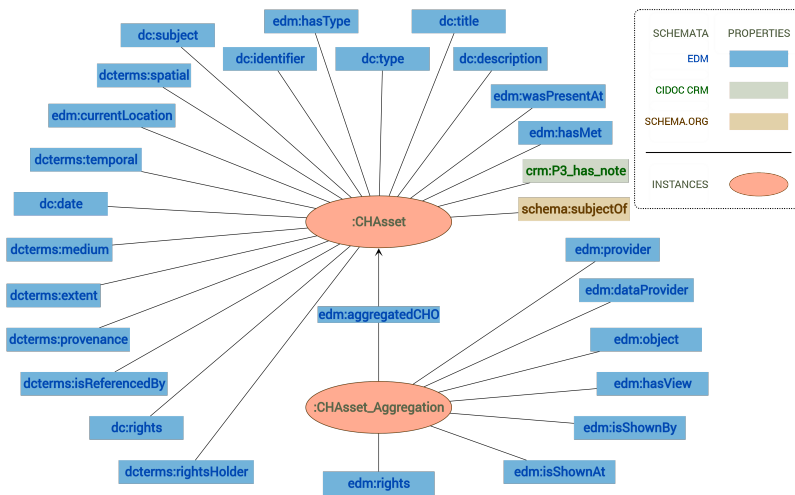 edm:hasType
dc:title
dc:subject
dc:identifier
dc:type
dc:description
dcterms:spatial
edm:wasPresentAt
edm:currentLocation
edm:hasMet
dcterms:temporal
crm:P3_has_note
dc:date
schema:subjectOf
:CHAsset
dcterms:medium
dcterms:extent
dcterms:provenance
dcterms:isReferencedBy
dc:rights
dcterms:rightsHolder
edm:aggregatedCHO
edm:provider
edm:dataProvider
edm:object
edm:hasView
:CHAsset_Aggregation
edm:isShownBy
edm:isShownAt
edm:rights
SCHEMATA PROPERTIES
EDM
CIDOC CRM
SCHEMA.ORG
INSTANCES